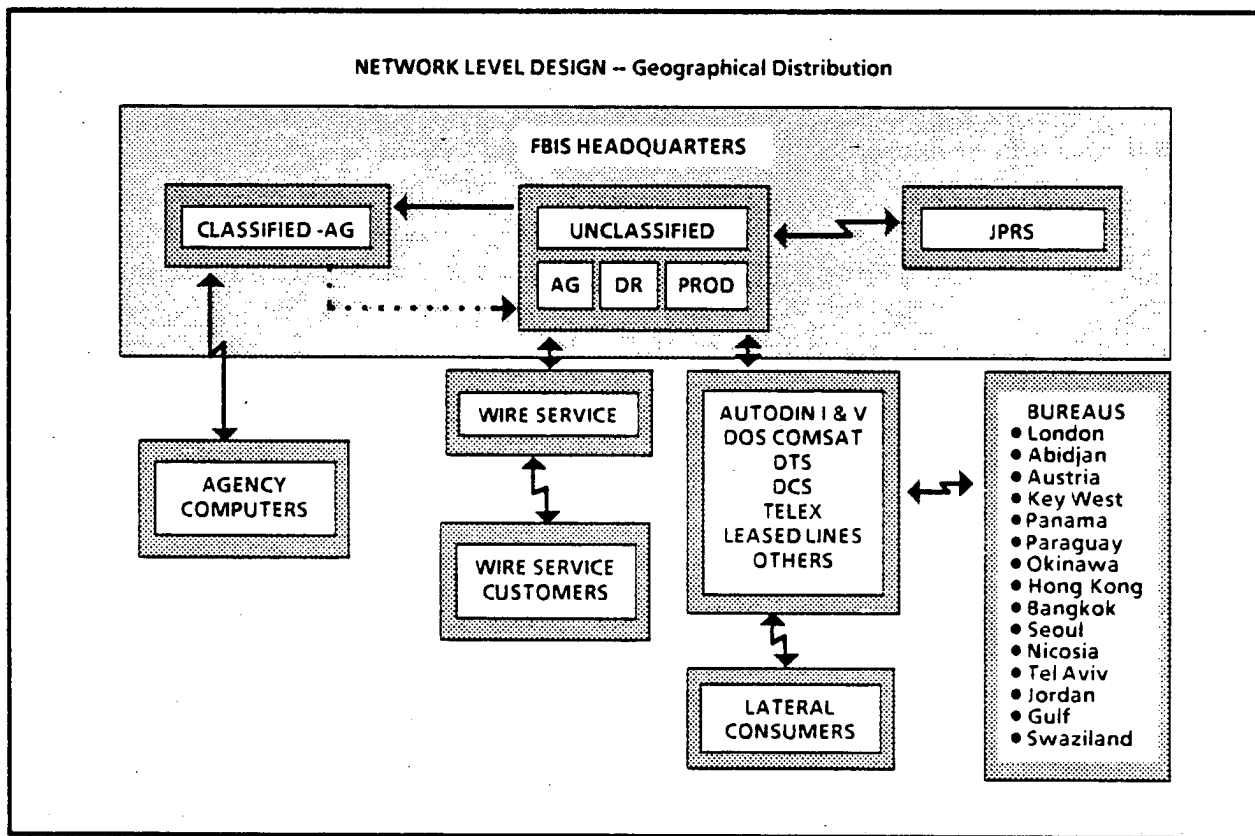 NETWORK LEVEL DESIGN -- Geographical Distribution
FBIS HEADQUARTERS
CLASSIFIED -AG
UNCLASSIFIED
AG
DR
PROD
JPRS
WIRE SERVICE
AGENCY
COMPUTERS
WIRE SERVICE
CUSTOMERS
AUTODIN I & V
DOS COMSAT
DTS
DCS
TELEX
LEASED LINES
OTHERS
LATERAL
CONSUMERS
BUREAUS
● London
● Abidjan
● Austria
● Key West
● Panama
● Paraguay
● Okinawa
● Hong Kong
● Bangkok
● Seoul
● Nicosia
● Tel Aviv
● Jordan
● Gulf
● Swaziland